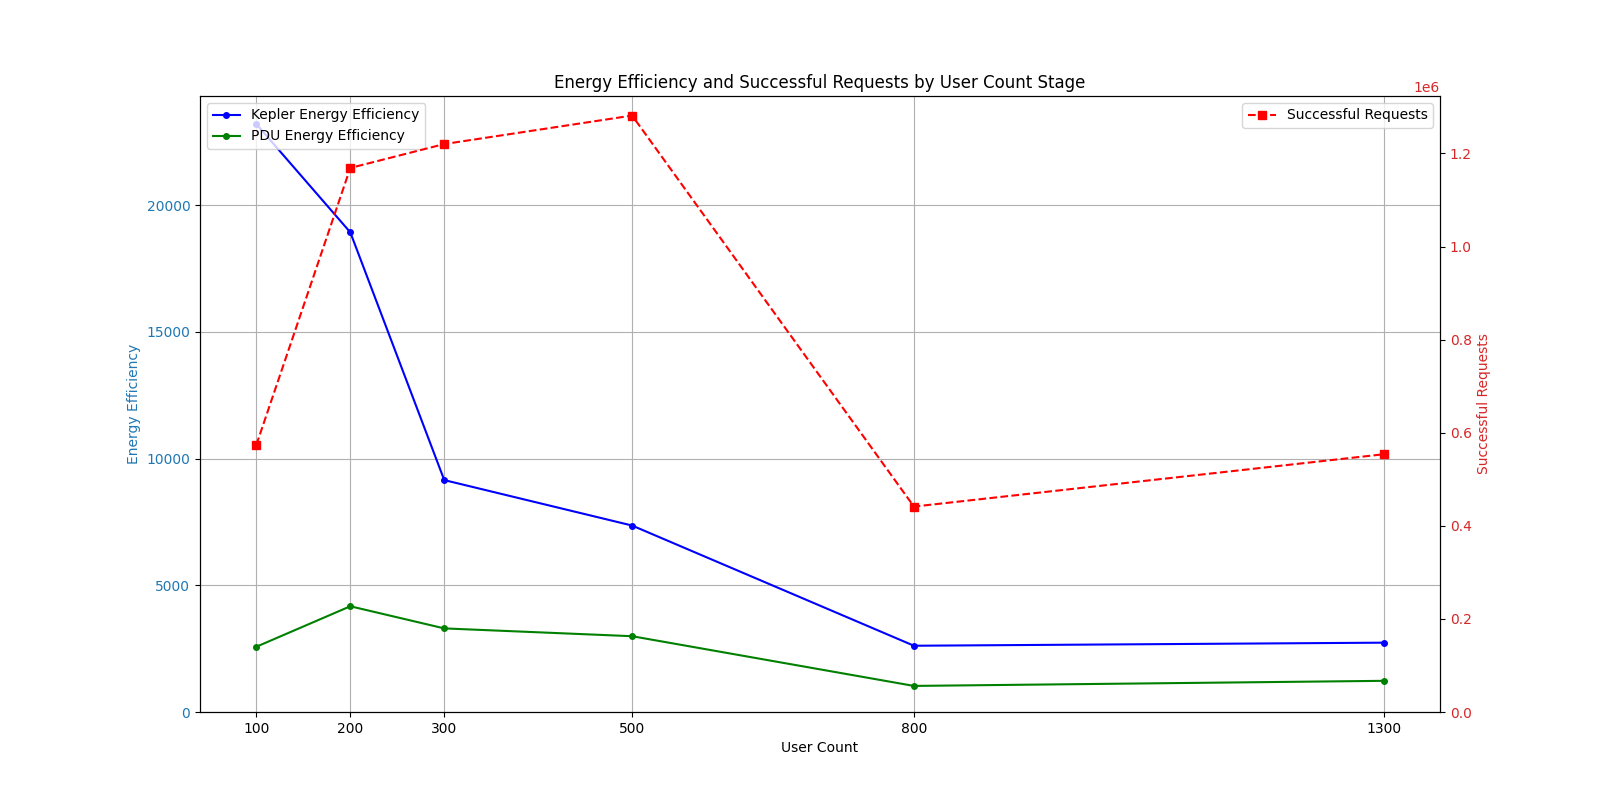 Energy Efficiency and Successful Requests by User Count Stage
1e6
Kepler Energy Efficiency
PDU Energy Efficiency
Successful Requests
20000
15000
10000
5000
0
Energy Efficiency
1.2
1.0
0.8
0.6
0.4
0.2
0.0
Successful Requests
100 200 300 500 800 1300
User Count